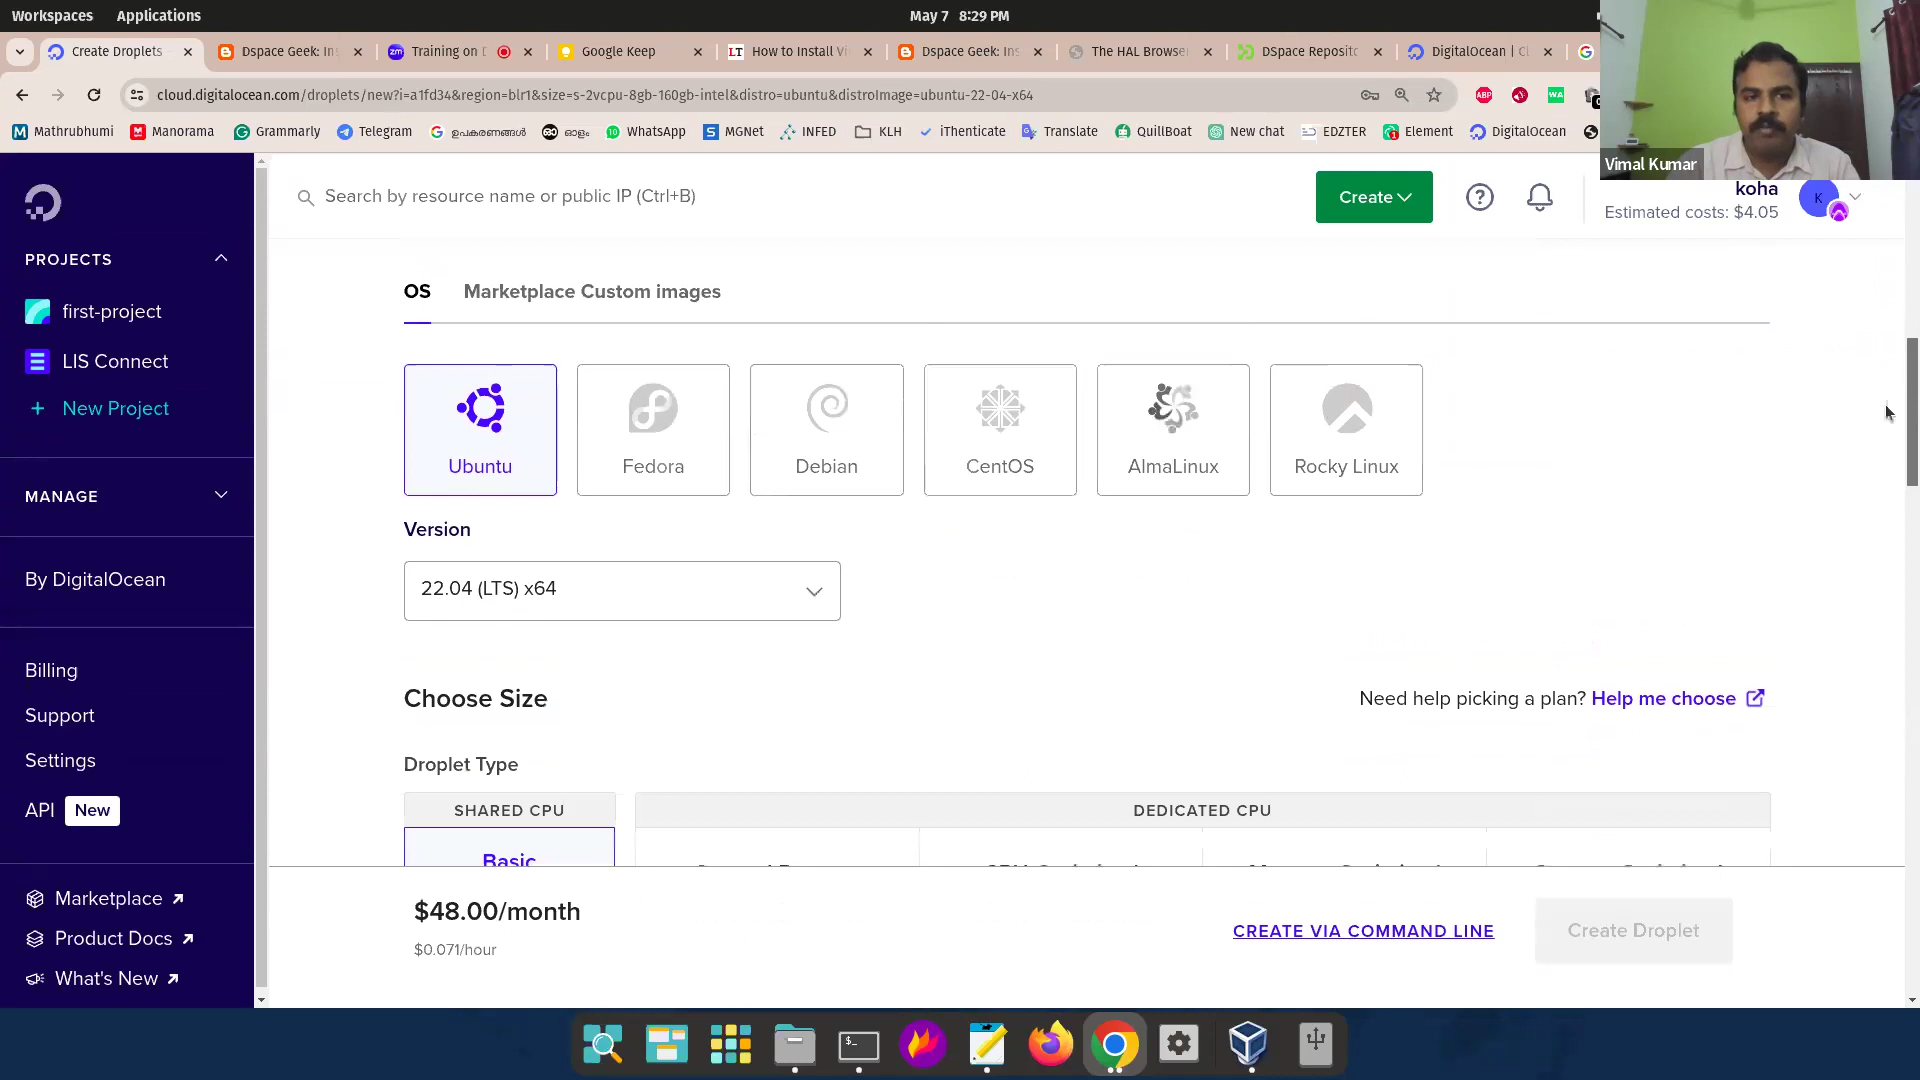 Workspaces Applications May 7 8:29 PM
Create Droplets Dspace Geek: Training on Google Keep How to Install Dspace Geek: Ins The HAL Browse DSpace Reposito DigitalOcean
cloud.digitalocean.com/droplets/new?i=a1fd34&region=blr1&size=s-2vcpu-8gb-160gb-intel&distro=ubuntu&distroImage=ubuntu-22-04-x64
Mathrubhumi Manorama Grammarly Telegram ഉപകരണങ്ങൾ ഓളം WhatsApp MGNet INFED KLH iThenticate Translate QuillBoat New chat EDZTER Element DigitalOcean
Vimal Kumar
Search by resource name or public IP (Ctrl+B)
Create
koha
Estimated costs: $4.05
K
PROJECTS
first-project
LIS Connect
+ New Project
MANAGE
By DigitalOcean
Billing
Support
Settings
API New
Marketplace
Product Docs
What's New
OS Marketplace Custom images
Ubuntu Fedora Debian CentOS AlmaLinux Rocky Linux
Version
22.04 (LTS) x64
Choose Size
Need help picking a plan? Help me choose
Droplet Type
SHARED CPU DEDICATED CPU
Basic
$48.00/month
$0.071/hour
CREATE VIA COMMAND LINE
Create Droplet